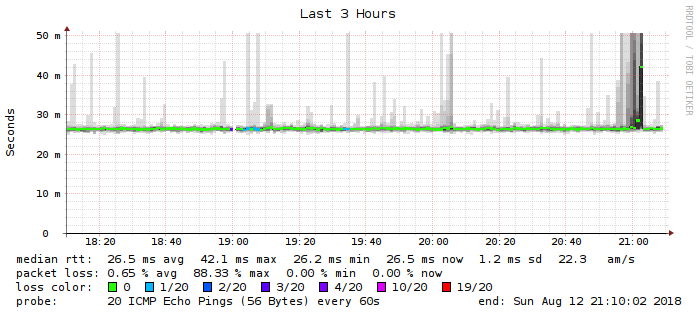 Last 3 Hours
RRDTOOL / TOBI OETIKER
Seconds
50 m
40 m
30 m
20 m
10 m
0
18:20 18:40 19:00 19:20 19:40 20:00 20:20 20:40 21:00
median rtt: 26.5 ms avg 42.1 ms max 26.2 ms min 26.5 ms now 1.2 ms sd 22.3 am/s
packet loss: 0.65 % avg 88.33 % max 0.00 % min 0.00 % now
loss color: 0 1/20 2/20 3/20 4/20 10/20 19/20
probe: 20 ICMP Echo Pings (56 Bytes) every 60s end: Sun Aug 12 21:10:02 2018